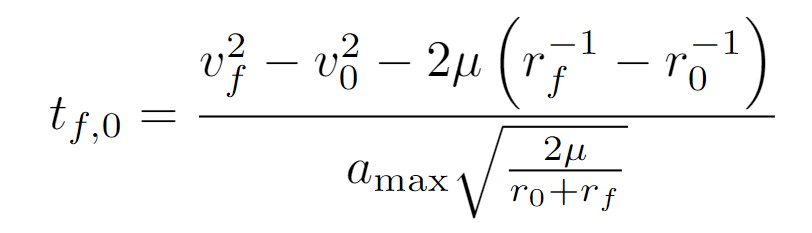 t_{f,0} = \frac{v_f^2 - v_0^2 - 2\mu \left( r_f^{-1} - r_0^{-1} \right)}{a_{\max} \sqrt{\frac{2\mu}{r_0 + r_f}}}